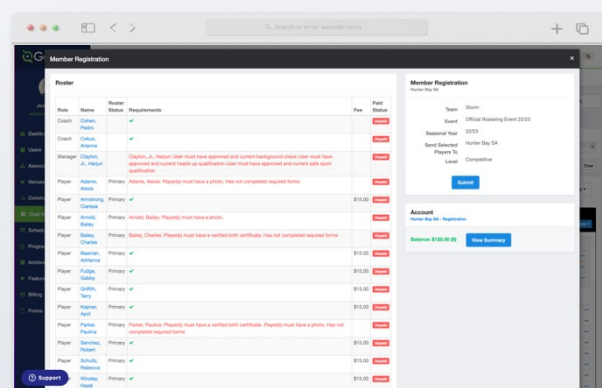 Search or enter website name
Member Registration
×
Roster
Role Name Roster Status Requirements Fee Paid Status
Coach Cohen, Pedro Unpaid
Coach Cokus, Arianna Unpaid
Manager Clayton, Jr., Harjun Clayton, Jr., Harjun: User must have approved and current background check User must have
approved and current heads up qualification User must have approved and current safe sport
qualification Unpaid
Player Adams, Alexis Primary Adams, Alexis: Player(s) must have a photo. Has not completed required forms. Unpaid
Player Armstrong, Clarissa Primary $15.00 Unpaid
Player Arnold, Bailey Primary Arnold, Bailey: Player(s) must have a photo. Unpaid
Player Bailey, Charles Primary Bailey, Charles: Player(s) must have a verified birth certificate. Has not completed required forms Unpaid
Player Adrianna Primary $15.00 Unpaid
Player Fudge, Gabby Primary $15.00 Unpaid
Player Griffith, Terry Primary $15.00 Unpaid
Player Kepner, April Primary $15.00 Unpaid
Player Parker, Paulina Primary Parker, Paulina: Player(s) must have a verified birth certificate. Player(s) must have a photo. Has not
completed required forms. Unpaid
Player Sanchez, Robert Primary $15.00 Unpaid
Player Schultz, Rebecca Primary $15.00 Unpaid
Player Winsley, Hazel Primary $15.00 Unpaid
Member Registration
Hunter Bay SA
Team Storm
Event Official Rostering Event 22/23
Seasonal Year 22/23
Send Selected Players To Hunter Bay SA
Level Competitive
Submit
Account
Hunter Bay SA - Registration
Balance: $120.00 (8)
View Summary
Users
Billing
Forms
Support
Clear